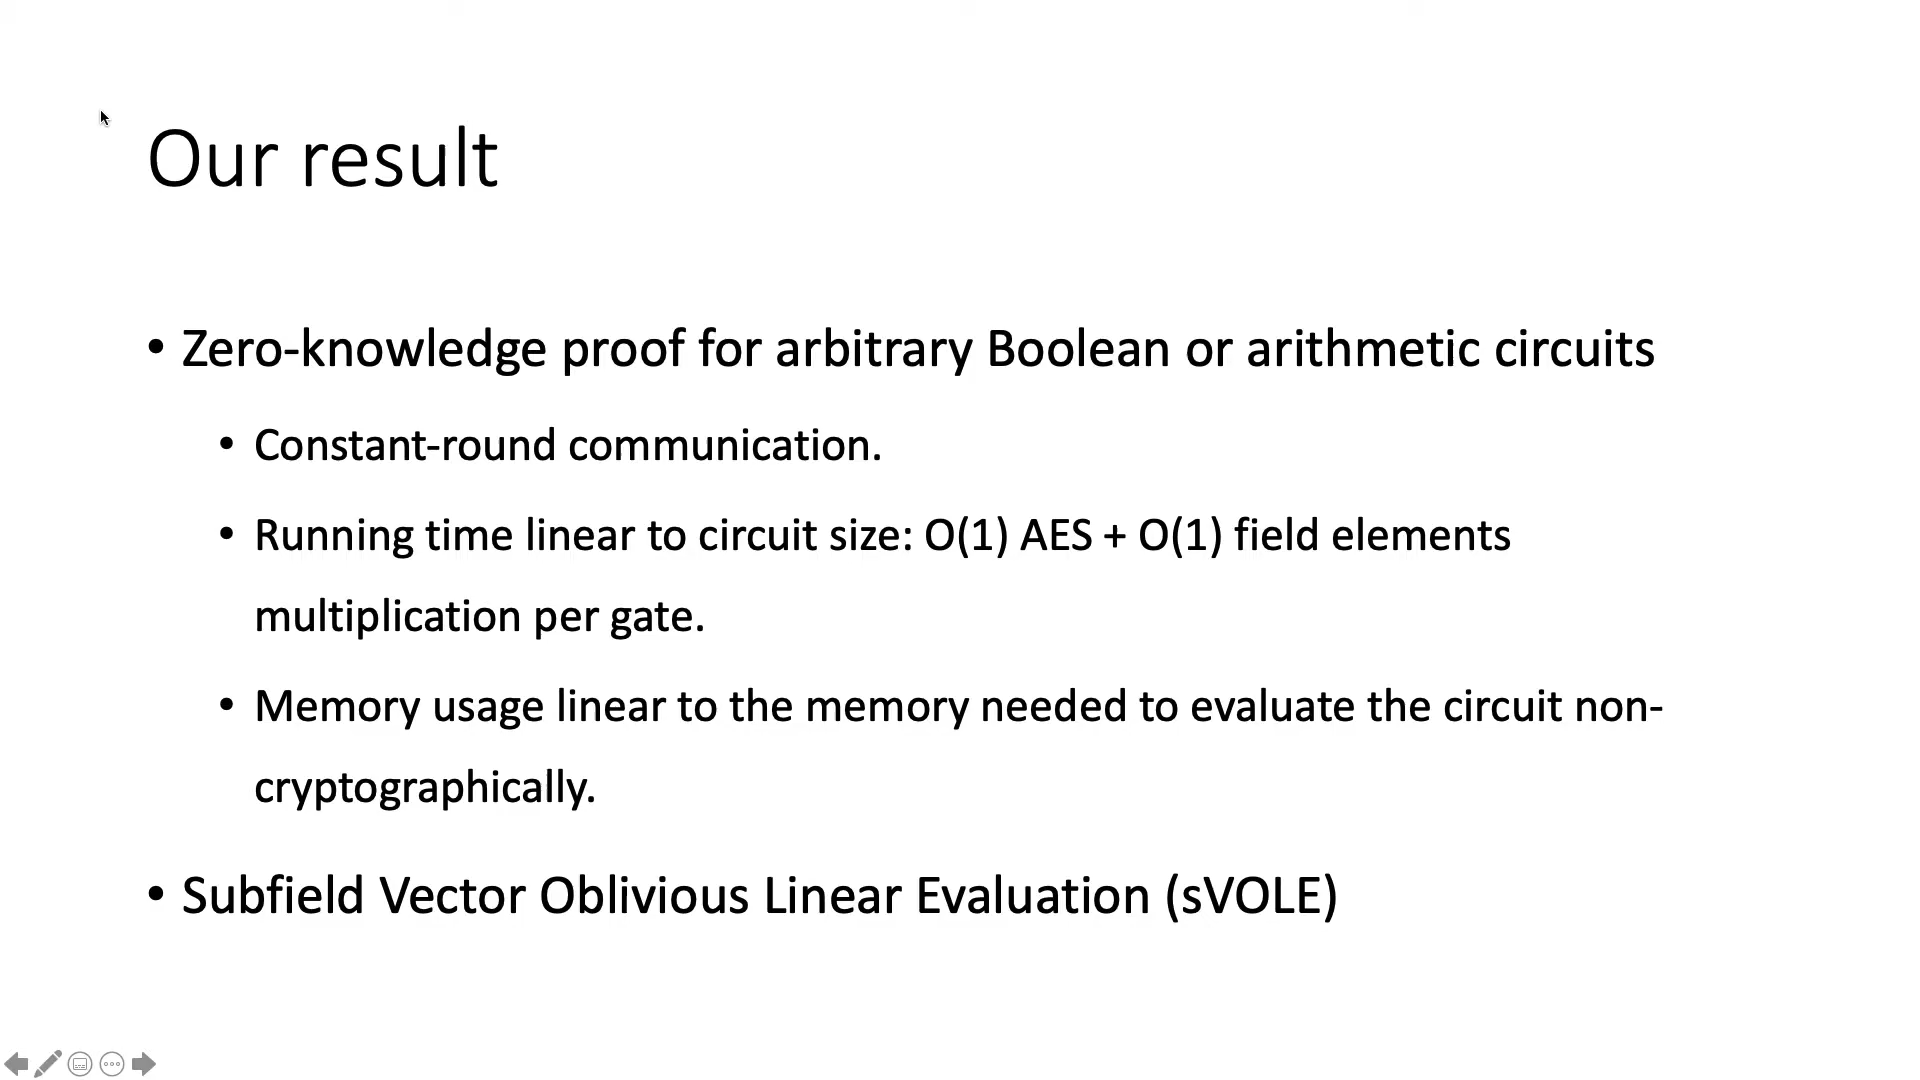 Our result
• Zero-knowledge proof for arbitrary Boolean or arithmetic circuits
• Constant-round communication.
• Running time linear to circuit size: O(1) AES + O(1) field elements
multiplication per gate.
• Memory usage linear to the memory needed to evaluate the circuit non-
cryptographically.
• Subfield Vector Oblivious Linear Evaluation (sVOLE)